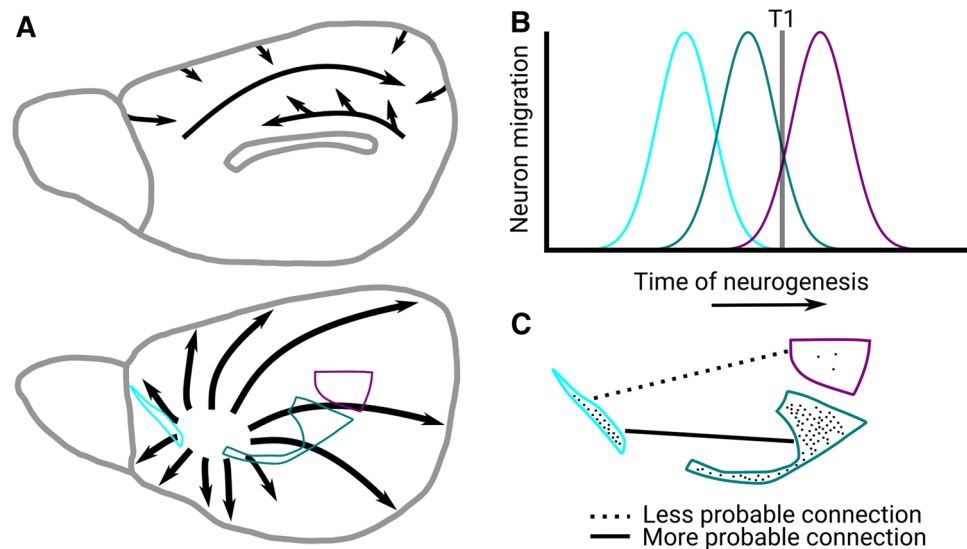 A
B
T1
Neuron migration
Time of neurogenesis
C
Less probable connection
More probable connection